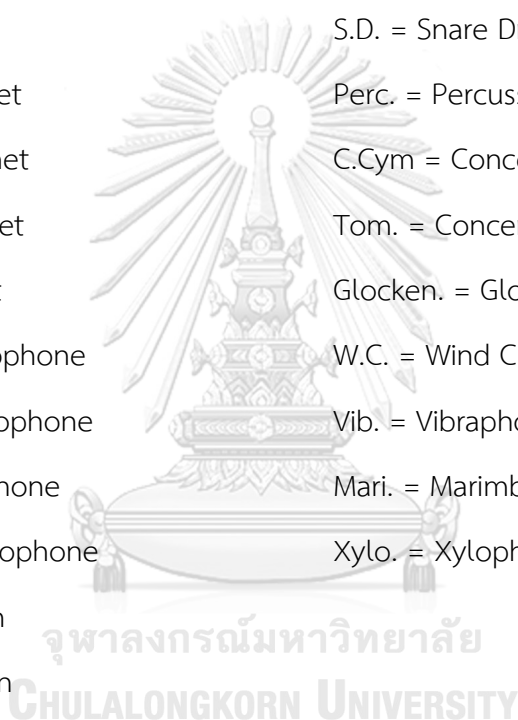 S.D. = Snare D
et Perc. = Percus
et C.Cym = Conce
et Tom. = Conce
Glocken. = Glo
ophone W.C. = Wind C
ophone Vib. = Vibrapho
hone Mari. = Marimb
ophone Xylo. = Xyloph
จุฬาลงกรณ์มหาวิทยาลัย
n
CHULALONGKORN UNIVERSITY